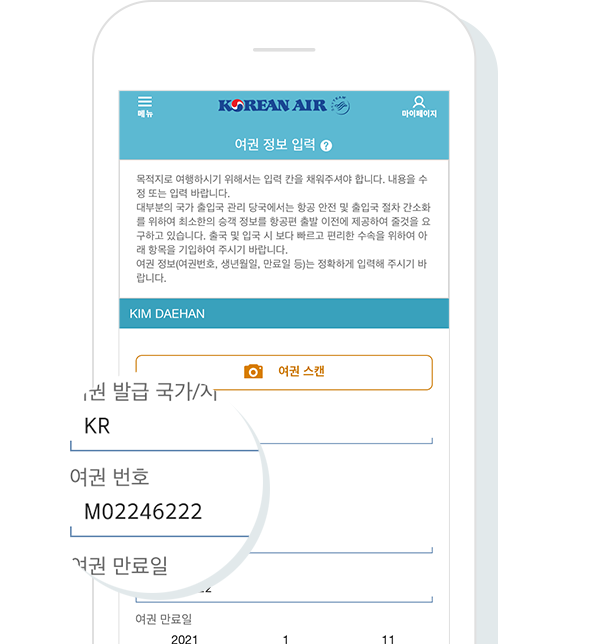 메뉴
KOREAN AIR
마이페이지
여권 정보 입력 ?
목적지로 여행하시기 위해서는 입력 칸을 채워주셔야 합니다. 내용을 수
정 또는 입력 바랍니다.
대부분의 국가 출입국 관리 당국에서는 항공 안전 및 출입국 절차 간소화
를 위하여 최소한의 승객 정보를 항공편 출발 이전에 제공하여 줄것을 요
구하고 있습니다. 출국 및 입국 시 보다 빠르고 편리한 수속을 위하여 아
래 항목을 기입하여 주시기 바랍니다.
여권 정보(여권번호, 생년월일, 만료일 등)는 정확하게 입력해 주시기 바
랍니다.
KIM DAEHAN
여권 스캔
여권 발급 국가/지
KR
여권 번호
M02246222
여권 만료일
여권 만료일
2021 1 11